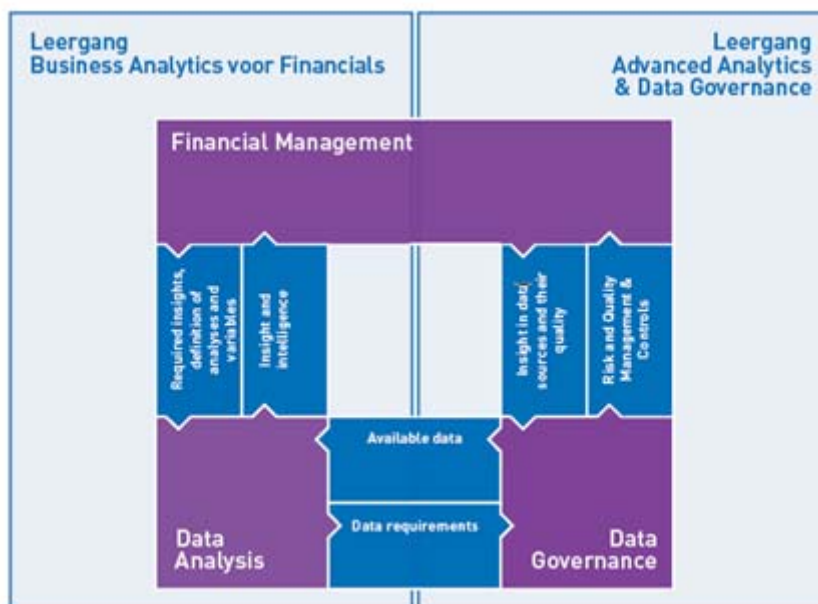 Leergang
Business Analytics voor Financials
Leergang
Advanced Analytics
& Data Governance
Financial Management
Required insights,
definition of
analyses and
variables
Insight and
intelligence
Insight in data
sources and their
quality
Risk and Quality
Management &
Controls
Available data
Data requirements
Data
Analysis
Data
Governance